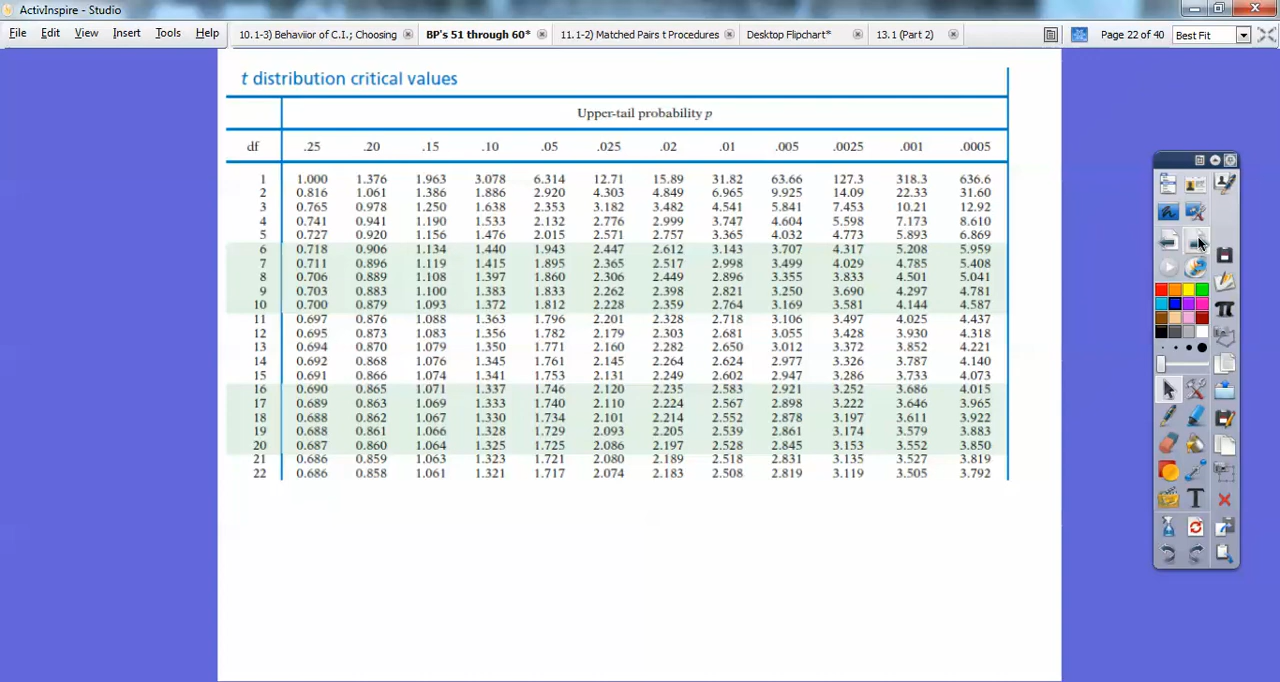 ActivInspire - Studio
File Edit View Insert Tools Help 10.1-3) Behaviior of C.I.; Choosing BP's 51 through 60* 11.1-2) Matched Pairs t Procedures Desktop Flipchart* 13.1 (Part 2) Page 22 of 40 Best Fit
t distribution critical values
Upper-tail probability p
df .25 .20 .15 .10 .05 .025 .02 .01 .005 .0025 .001 .0005
1 1.000 1.376 1.963 3.078 6.314 12.71 15.89 31.82 63.66 127.3 318.3 636.6
2 0.816 1.061 1.386 1.886 2.920 4.303 4.849 6.965 9.925 14.09 22.33 31.60
3 0.765 0.978 1.250 1.638 2.353 3.182 3.482 4.541 5.841 7.453 10.21 12.92
4 0.741 0.941 1.190 1.533 2.132 2.776 2.999 3.747 4.604 5.598 7.173 8.610
5 0.727 0.920 1.156 1.476 2.015 2.571 2.757 3.365 4.032 4.773 5.893 6.869
6 0.718 0.906 1.134 1.440 1.943 2.447 2.612 3.143 3.707 4.317 5.208 5.959
7 0.711 0.896 1.119 1.415 1.895 2.365 2.517 2.998 3.499 4.029 4.785 5.408
8 0.706 0.889 1.108 1.397 1.860 2.306 2.449 2.896 3.355 3.833 4.501 5.041
9 0.703 0.883 1.100 1.383 1.833 2.262 2.398 2.821 3.250 3.690 4.297 4.781
10 0.700 0.879 1.093 1.372 1.812 2.228 2.359 2.764 3.169 3.581 4.144 4.587
11 0.697 0.876 1.088 1.363 1.796 2.201 2.328 2.718 3.106 3.497 4.025 4.437
12 0.695 0.873 1.083 1.356 1.782 2.179 2.303 2.681 3.055 3.428 3.930 4.318
13 0.694 0.870 1.079 1.350 1.771 2.160 2.282 2.650 3.012 3.372 3.852 4.221
14 0.692 0.868 1.076 1.345 1.761 2.145 2.264 2.624 2.977 3.326 3.787 4.140
15 0.691 0.866 1.074 1.341 1.753 2.131 2.249 2.602 2.947 3.286 3.733 4.073
16 0.690 0.865 1.071 1.337 1.746 2.120 2.235 2.583 2.921 3.252 3.686 4.015
17 0.689 0.863 1.069 1.333 1.740 2.110 2.224 2.567 2.898 3.222 3.646 3.965
18 0.688 0.862 1.067 1.330 1.734 2.101 2.214 2.552 2.878 3.197 3.611 3.922
19 0.688 0.861 1.066 1.328 1.729 2.093 2.205 2.539 2.861 3.174 3.579 3.883
20 0.687 0.860 1.064 1.325 1.725 2.086 2.197 2.528 2.845 3.153 3.552 3.850
21 0.686 0.859 1.063 1.323 1.721 2.080 2.189 2.518 2.831 3.135 3.527 3.819
22 0.686 0.858 1.061 1.321 1.717 2.074 2.183 2.508 2.819 3.119 3.505 3.792